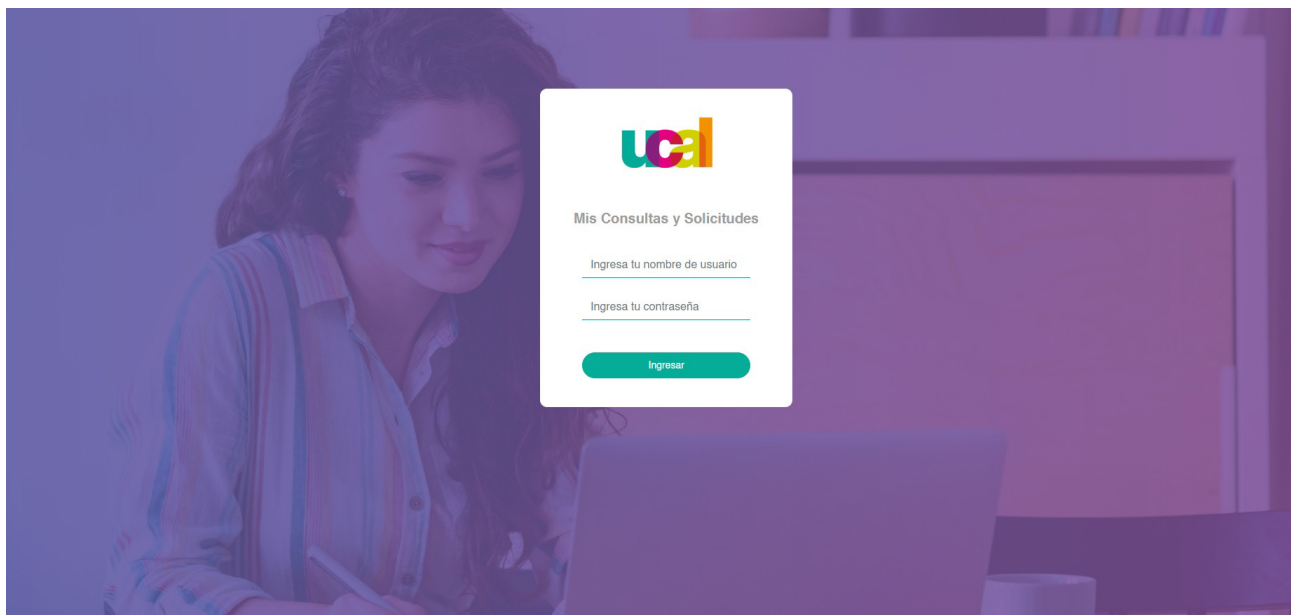 ucal
Mis Consultas y Solicitudes
Ingresa tu nombre de usuario
Ingresa tu contraseña
Ingresar